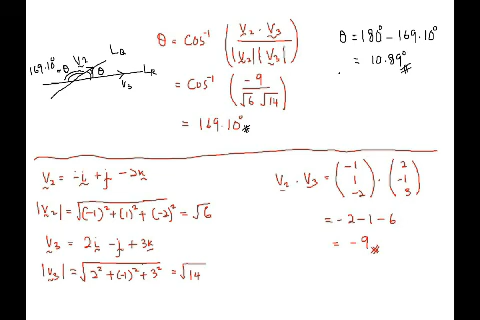 L_Q
V₂
169.10° = θ
θ
L_R
V₃
θ = cos⁻¹ ( V₂ · V₃ / |V₂| |V₃| )
= cos⁻¹ ( -9 / √6 √14 )
= 169.10° *
θ = 180° - 169.10°
= 10.89° *
V₂ = -i + j - 2k
|V₂| = √((-1)² + (1)² + (-2)²) = √6
V₃ = 2i - j + 3k
|V₃| = √(2² + (-1)² + 3²) = √14
V₂ · V₃ = (-1 1 -2) · (2 -1 3)
= -2 - 1 - 6
= -9 *